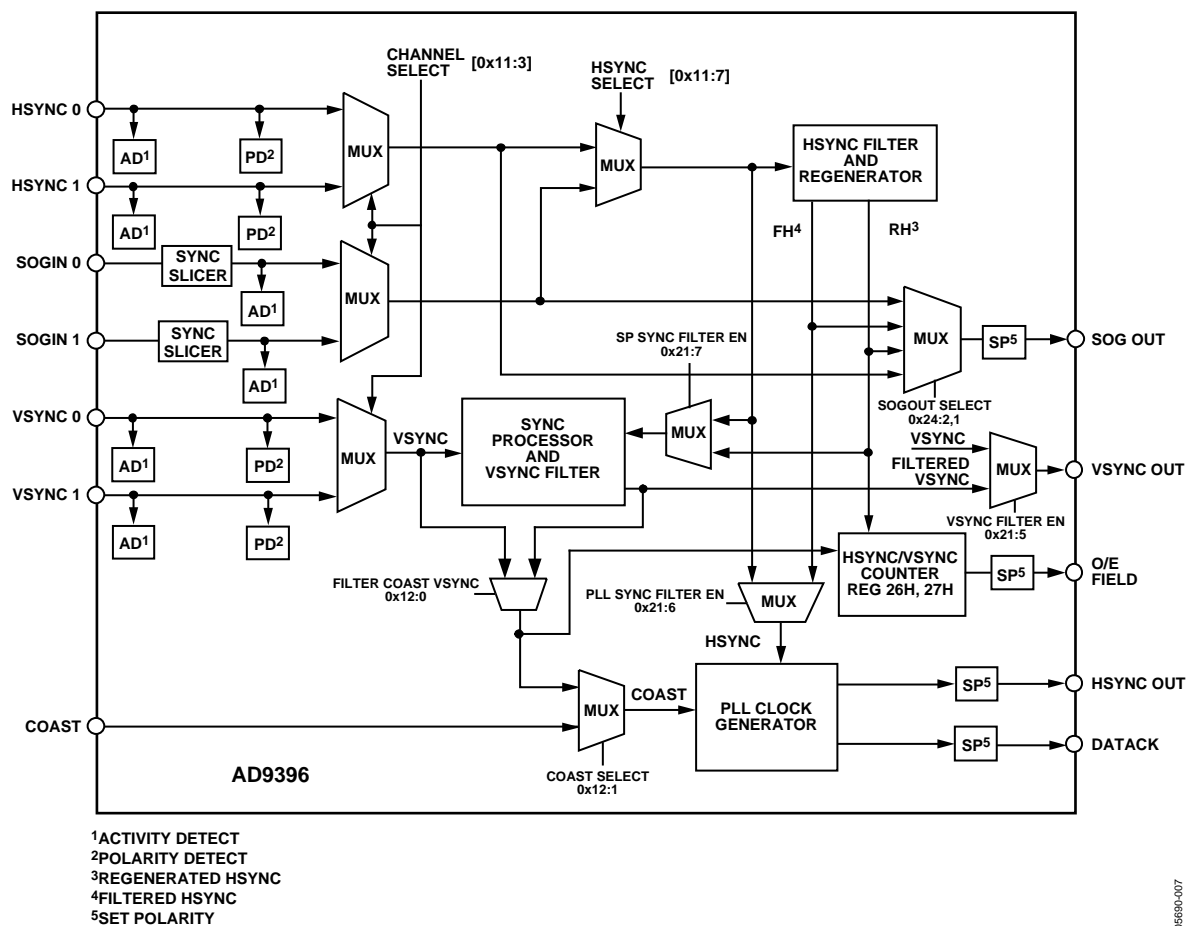 CHANNEL
SELECT [0x11:3]
HSYNC
SELECT [0x11:7]
HSYNC 0
AD1
PD2
MUX
MUX
HSYNC FILTER
AND
REGENERATOR
HSYNC 1
AD1
PD2
FH4
RH3
SOGIN 0
SYNC
SLICER
AD1
MUX
SOGIN 1
SYNC
SLICER
AD1
SP SYNC FILTER EN
0x21:7
MUX
SP5
SOG OUT
SOGOUT SELECT
0x24:2,1
VSYNC 0
AD1
PD2
MUX
VSYNC
SYNC
PROCESSOR
AND
VSYNC FILTER
MUX
VSYNC
FILTERED
VSYNC
MUX
VSYNC OUT
VSYNC FILTER EN
0x21:5
VSYNC 1
AD1
PD2
FILTER COAST VSYNC
0x12:0
PLL SYNC FILTER EN
0x21:6
MUX
HSYNC
HSYNC/VSYNC
COUNTER
REG 26H, 27H
SP5
O/E
FIELD
COAST
MUX
COAST
COAST SELECT
0x12:1
PLL CLOCK
GENERATOR
SP5
HSYNC OUT
SP5
DATACK
AD9396
1ACTIVITY DETECT
2POLARITY DETECT
3REGENERATED HSYNC
4FILTERED HSYNC
5SET POLARITY
05690-007